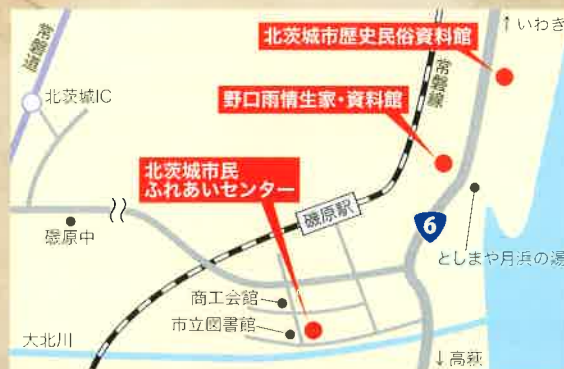 北茨城市歴史民俗資料館
↑いわき
常磐道
北茨城IC
常磐線
野口雨情生家・資料館
北茨城市民
ふれあいセンター
磯原駅
6
磯原中
としまや月浜の湯
商工会館
市立図書館
大北川
↓高萩